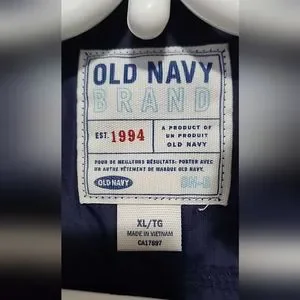 OLD NAVY
BRAND
EST. 1994
A PRODUCT OF
UN PRODUIT
OLD NAVY
POUR DE MEILLEURS RÉSULTATS: PORTER AVEC
UN AUTRE VÊTEMENT DE MARQUE OLD NAVY.
OLD NAVY
XL/TG
MADE IN VIETNAM
CA17897